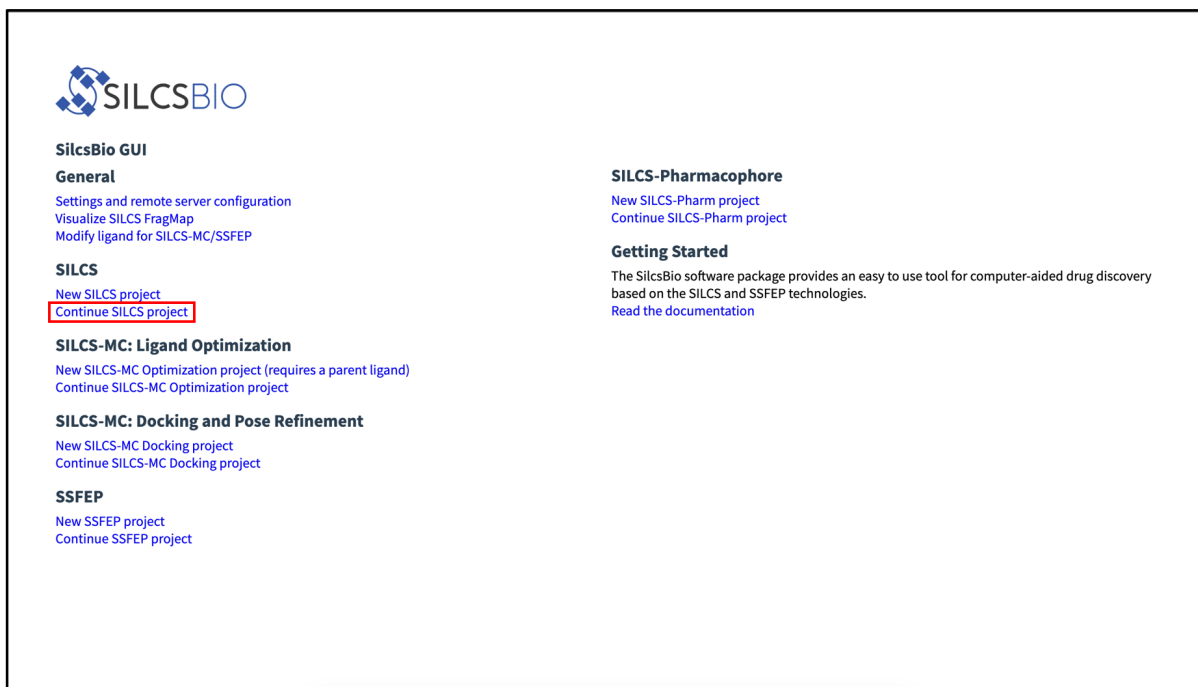 SILCSBIO
SilcsBio GUI
General
Settings and remote server configuration
Visualize SILCS FragMap
Modify ligand for SILCS-MC/SSFEP
SILCS
New SILCS project
Continue SILCS project
SILCS-MC: Ligand Optimization
New SILCS-MC Optimization project (requires a parent ligand)
Continue SILCS-MC Optimization project
SILCS-MC: Docking and Pose Refinement
New SILCS-MC Docking project
Continue SILCS-MC Docking project
SSFEP
New SSFEP project
Continue SSFEP project
SILCS-Pharmacophore
New SILCS-Pharm project
Continue SILCS-Pharm project
Getting Started
The SilcsBio software package provides an easy to use tool for computer-aided drug discovery
based on the SILCS and SSFEP technologies.
Read the documentation